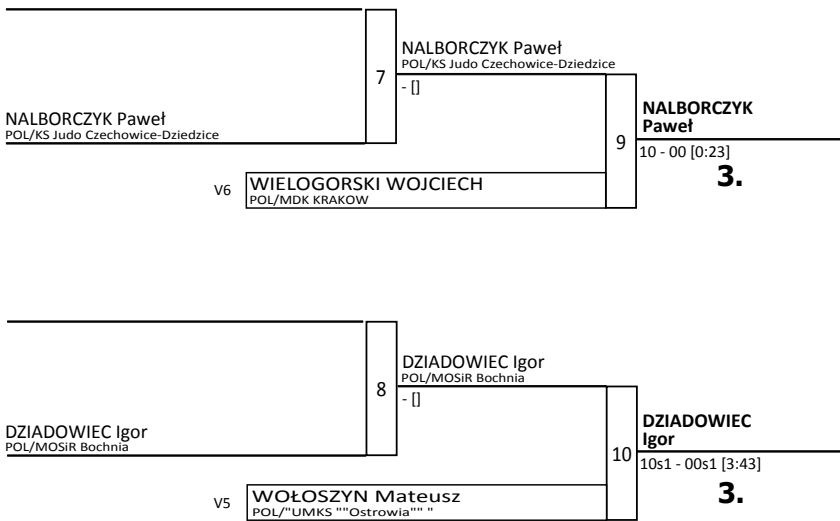 NALBORCZYK Paweł
POL/KS Judo Czechowice-Dziedzice
7
- []
NALBORCZYK Paweł
POL/KS Judo Czechowice-Dziedzice
V6
WIELOGORSKI WOJCIECH
POL/MDK KRAKOW
9
NALBORCZYK
Paweł
10 - 00 [0:23]
3.
DZIADOWIEC Igor
POL/MOSiR Bochnia
8
- []
DZIADOWIEC Igor
POL/MOSiR Bochnia
V5
WOŁOSZYN Mateusz
POL/"UMKS ""Ostrowia"" "
10
DZIADOWIEC
Igor
10s1 - 00s1 [3:43]
3.